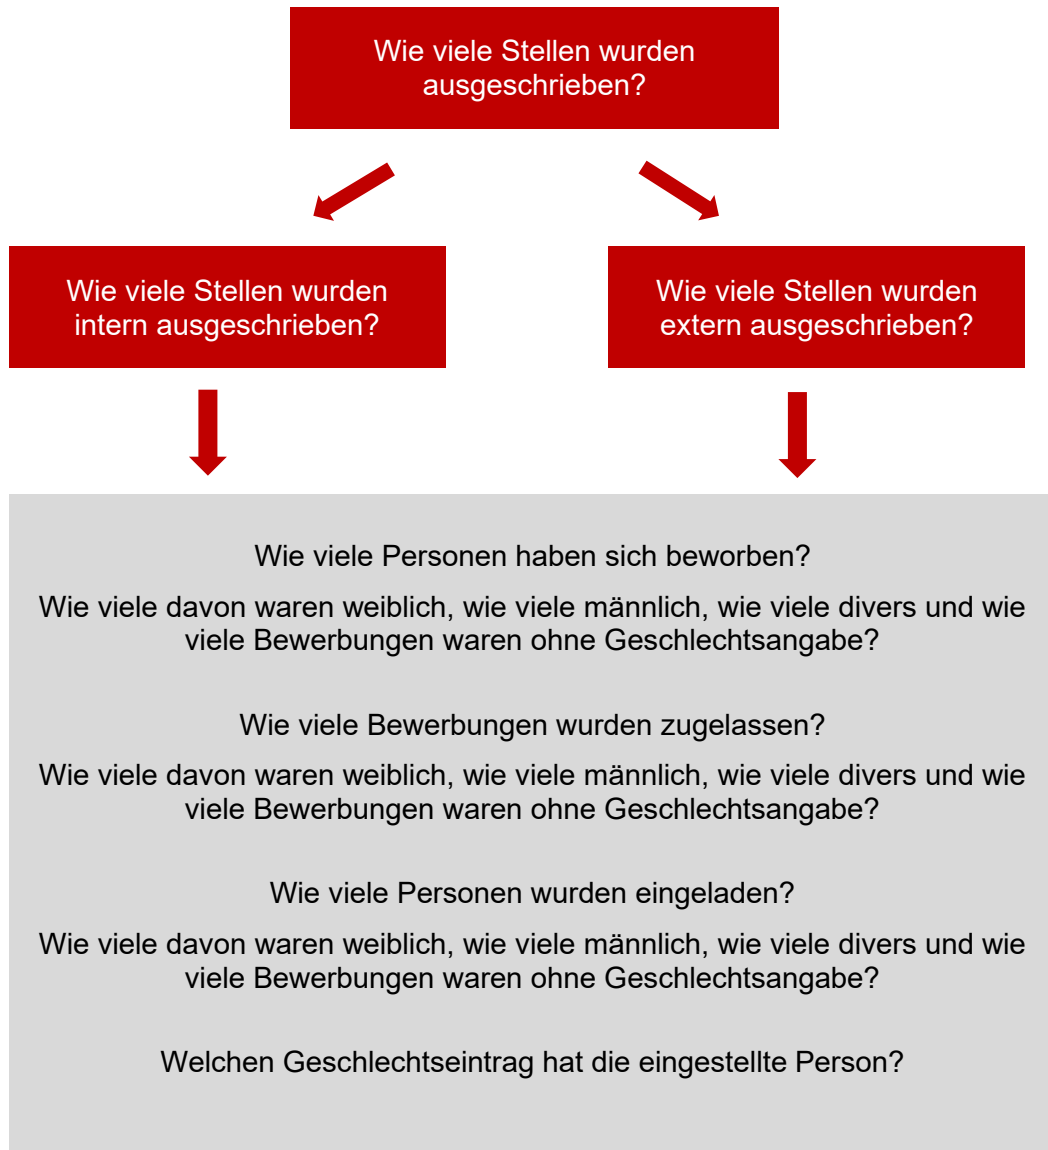 Wie viele Stellen wurden
ausgeschrieben?
Wie viele Stellen wurden
intern ausgeschrieben?
Wie viele Stellen wurden
extern ausgeschrieben?
Wie viele Personen haben sich beworben?
Wie viele davon waren weiblich, wie viele männlich, wie viele divers und wie
viele Bewerbungen waren ohne Geschlechtsangabe?
Wie viele Bewerbungen wurden zugelassen?
Wie viele davon waren weiblich, wie viele männlich, wie viele divers und wie
viele Bewerbungen waren ohne Geschlechtsangabe?
Wie viele Personen wurden eingeladen?
Wie viele davon waren weiblich, wie viele männlich, wie viele divers und wie
viele Bewerbungen waren ohne Geschlechtsangabe?
Welchen Geschlechtseintrag hat die eingestellte Person?